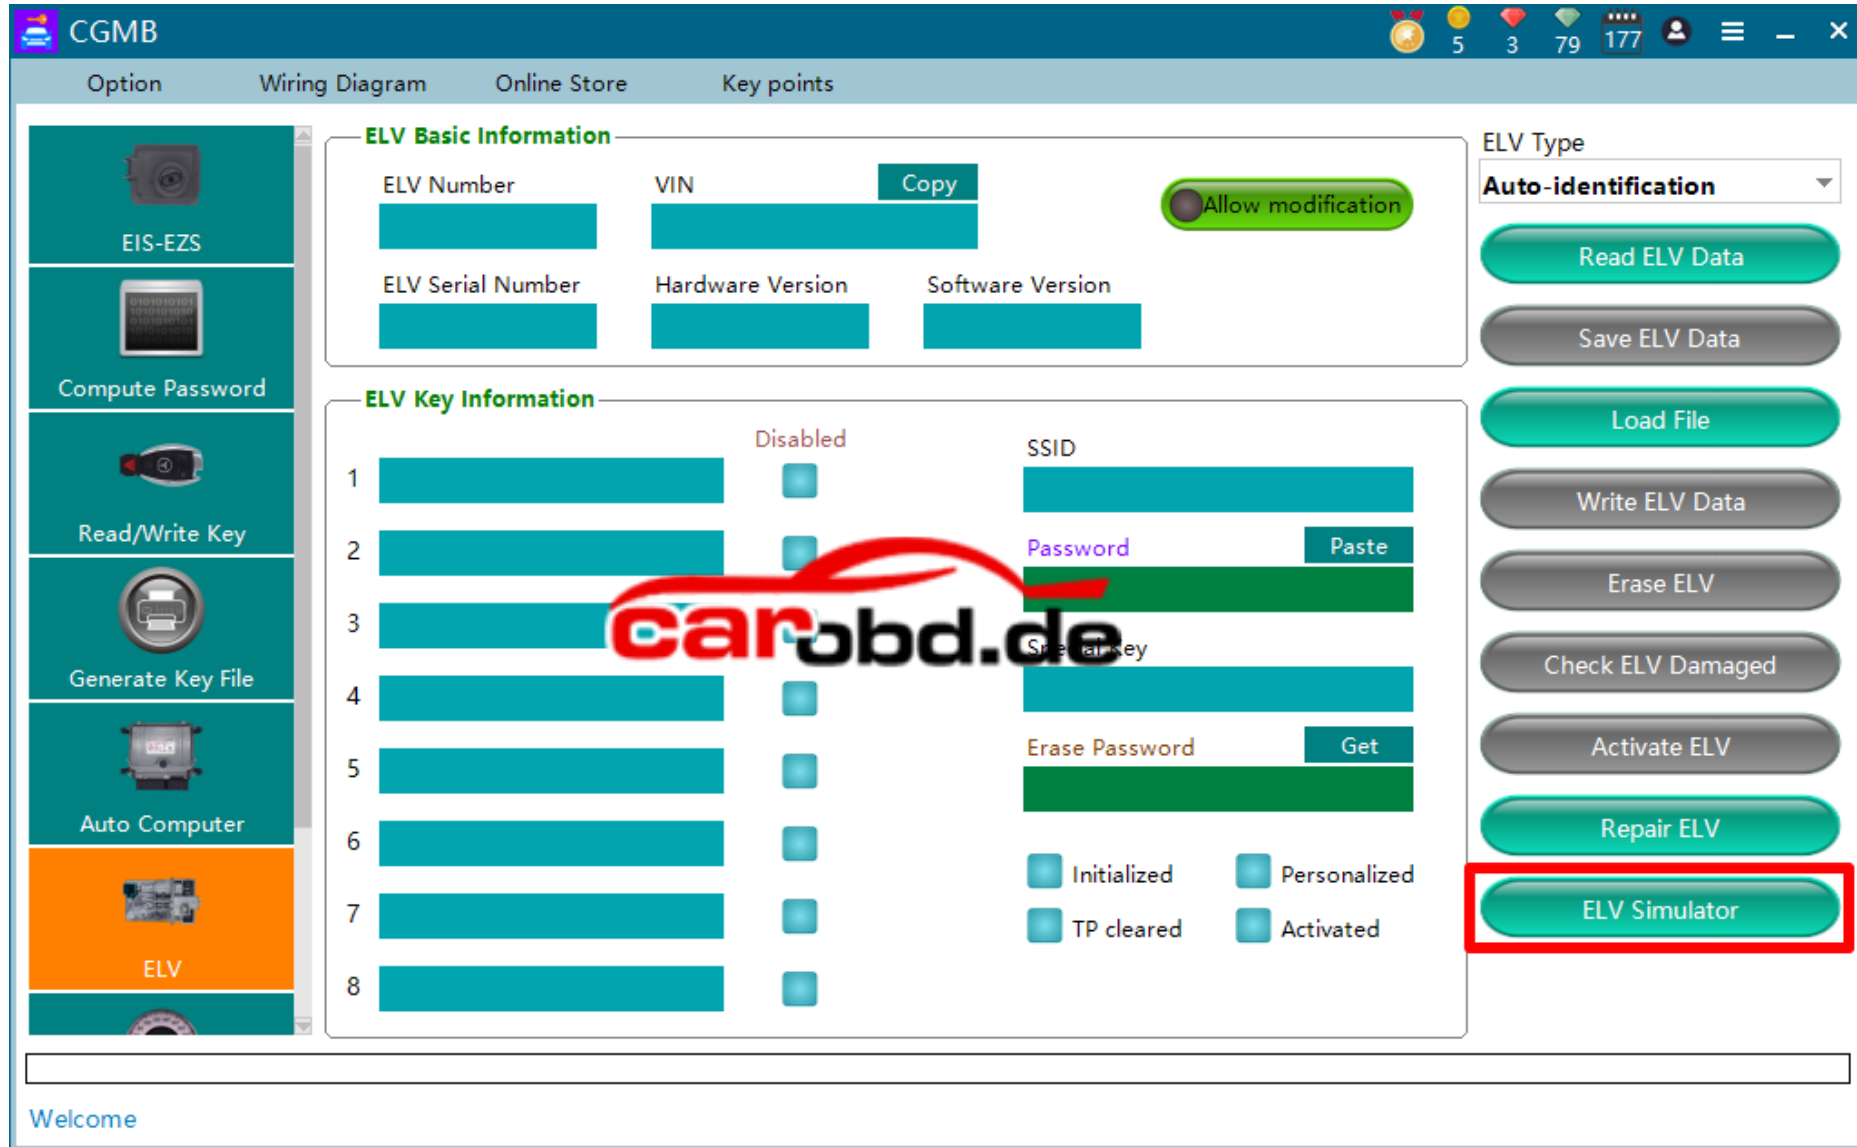 CGMB
5 3 79 177
Option Wiring Diagram Online Store Key points
EIS-EZS
Compute Password
Read/Write Key
Generate Key File
Auto Computer
ELV
ELV Basic Information
ELV Number VIN Copy
Allow modification
ELV Serial Number Hardware Version Software Version
ELV Key Information
Disabled
1
2
3
4
5
6
7
8
SSID
Password Paste
Special Key
Erase Password Get
Initialized Personalized
TP cleared Activated
carobd.de
ELV Type
Auto-identification
Read ELV Data
Save ELV Data
Load File
Write ELV Data
Erase ELV
Check ELV Damaged
Activate ELV
Repair ELV
ELV Simulator
Welcome